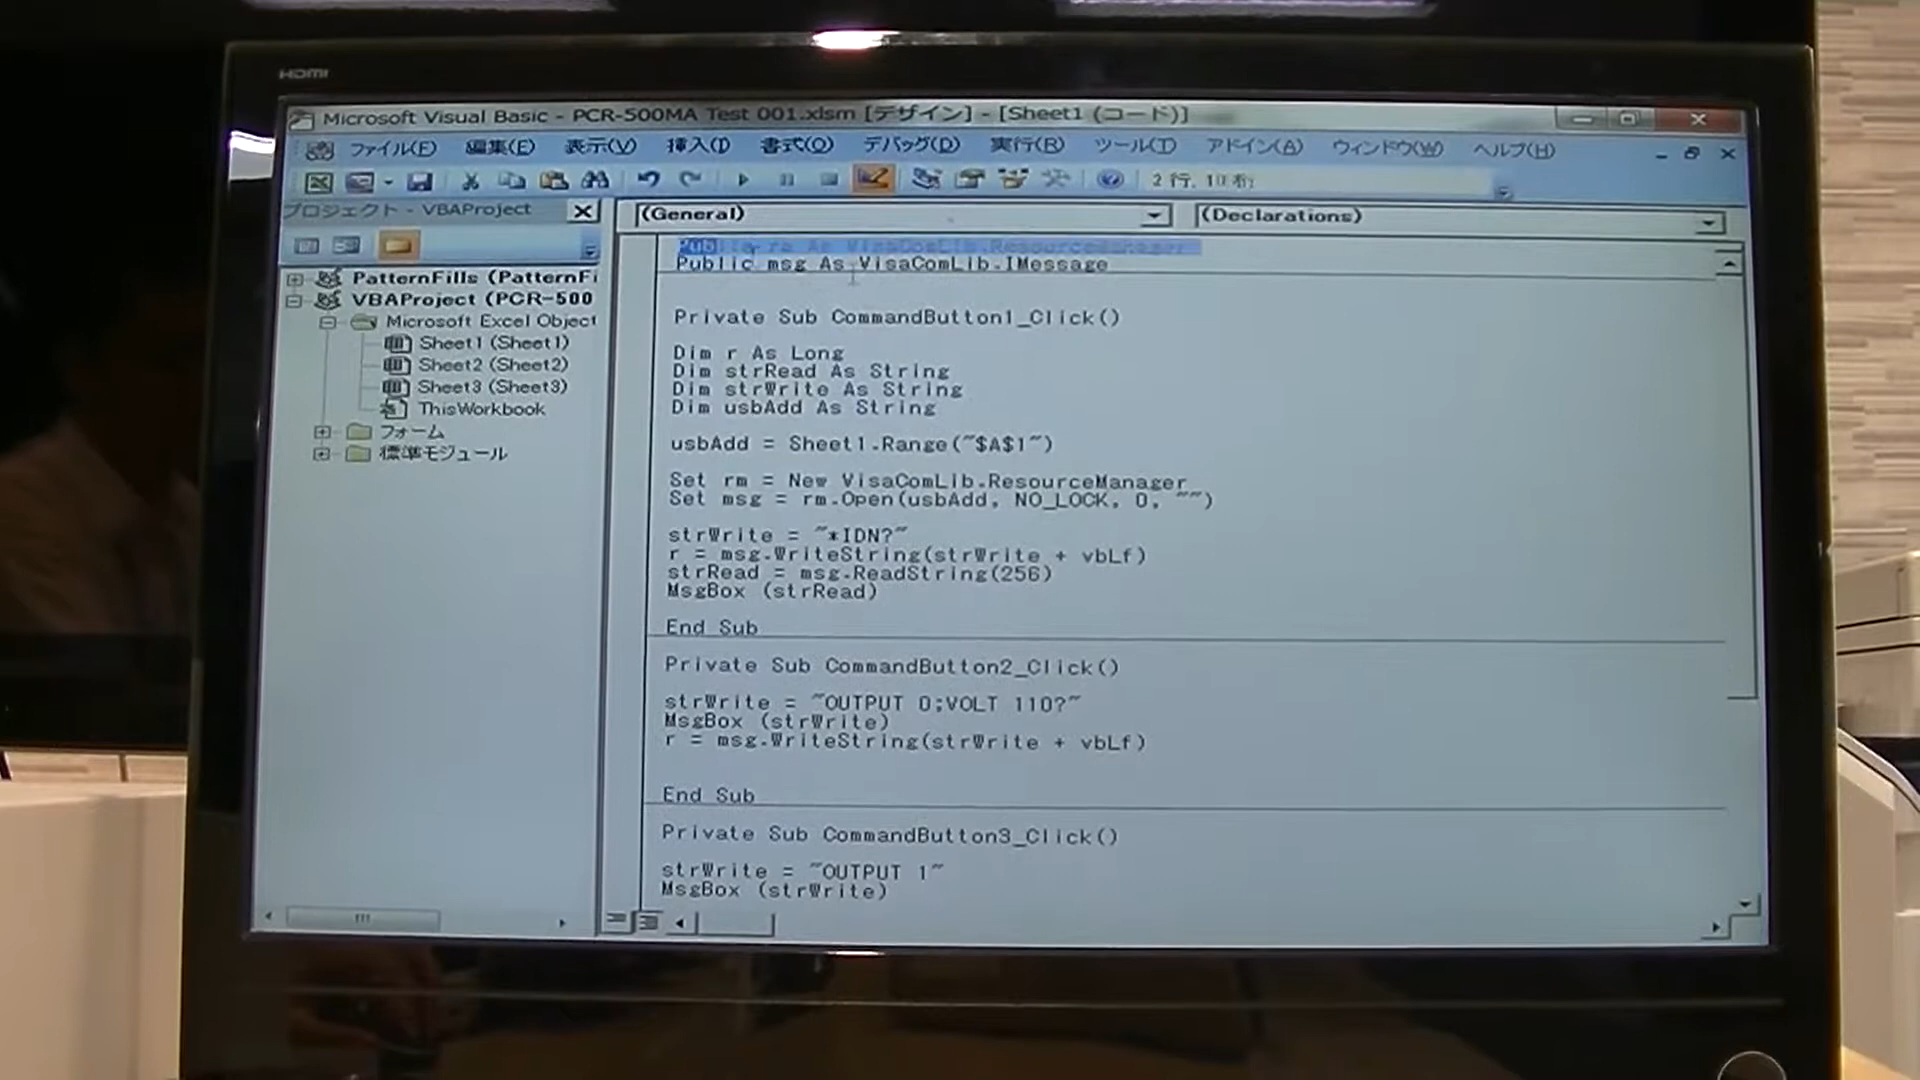 HDMI
Microsoft Visual Basic - PCR-500MA Test 001.xlsm [デザイン] - [Sheet1 (コード)]
ファイル(F) 編集(E) 表示(V) 挿入(I) 書式(O) デバッグ(D) 実行(R) ツール(T) アドイン(A) ウィンドウ(W) ヘルプ(H)
2 行, 10 桁
プロジェクト - VBAProject
(General)
(Declarations)
PatternFills (PatternFi
VBAProject (PCR-500
Microsoft Excel Object
Sheet1 (Sheet1)
Sheet2 (Sheet2)
Sheet3 (Sheet3)
ThisWorkbook
フォーム
標準モジュール
Public rm As VisaComLib.ResourceManager
Public msg As VisaComLib.IMessage
Private Sub CommandButton1_Click()
Dim r As Long
Dim strRead As String
Dim strWrite As String
Dim usbAdd As String
usbAdd = Sheet1.Range("$A$1")
Set rm = New VisaComLib.ResourceManager
Set msg = rm.Open(usbAdd, NO_LOCK, 0, "")
strWrite = "*IDN?"
r = msg.WriteString(strWrite + vbLf)
strRead = msg.ReadString(256)
MsgBox (strRead)
End Sub
Private Sub CommandButton2_Click()
strWrite = "OUTPUT 0;VOLT 110?"
MsgBox (strWrite)
r = msg.WriteString(strWrite + vbLf)
End Sub
Private Sub CommandButton3_Click()
strWrite = "OUTPUT 1"
MsgBox (strWrite)